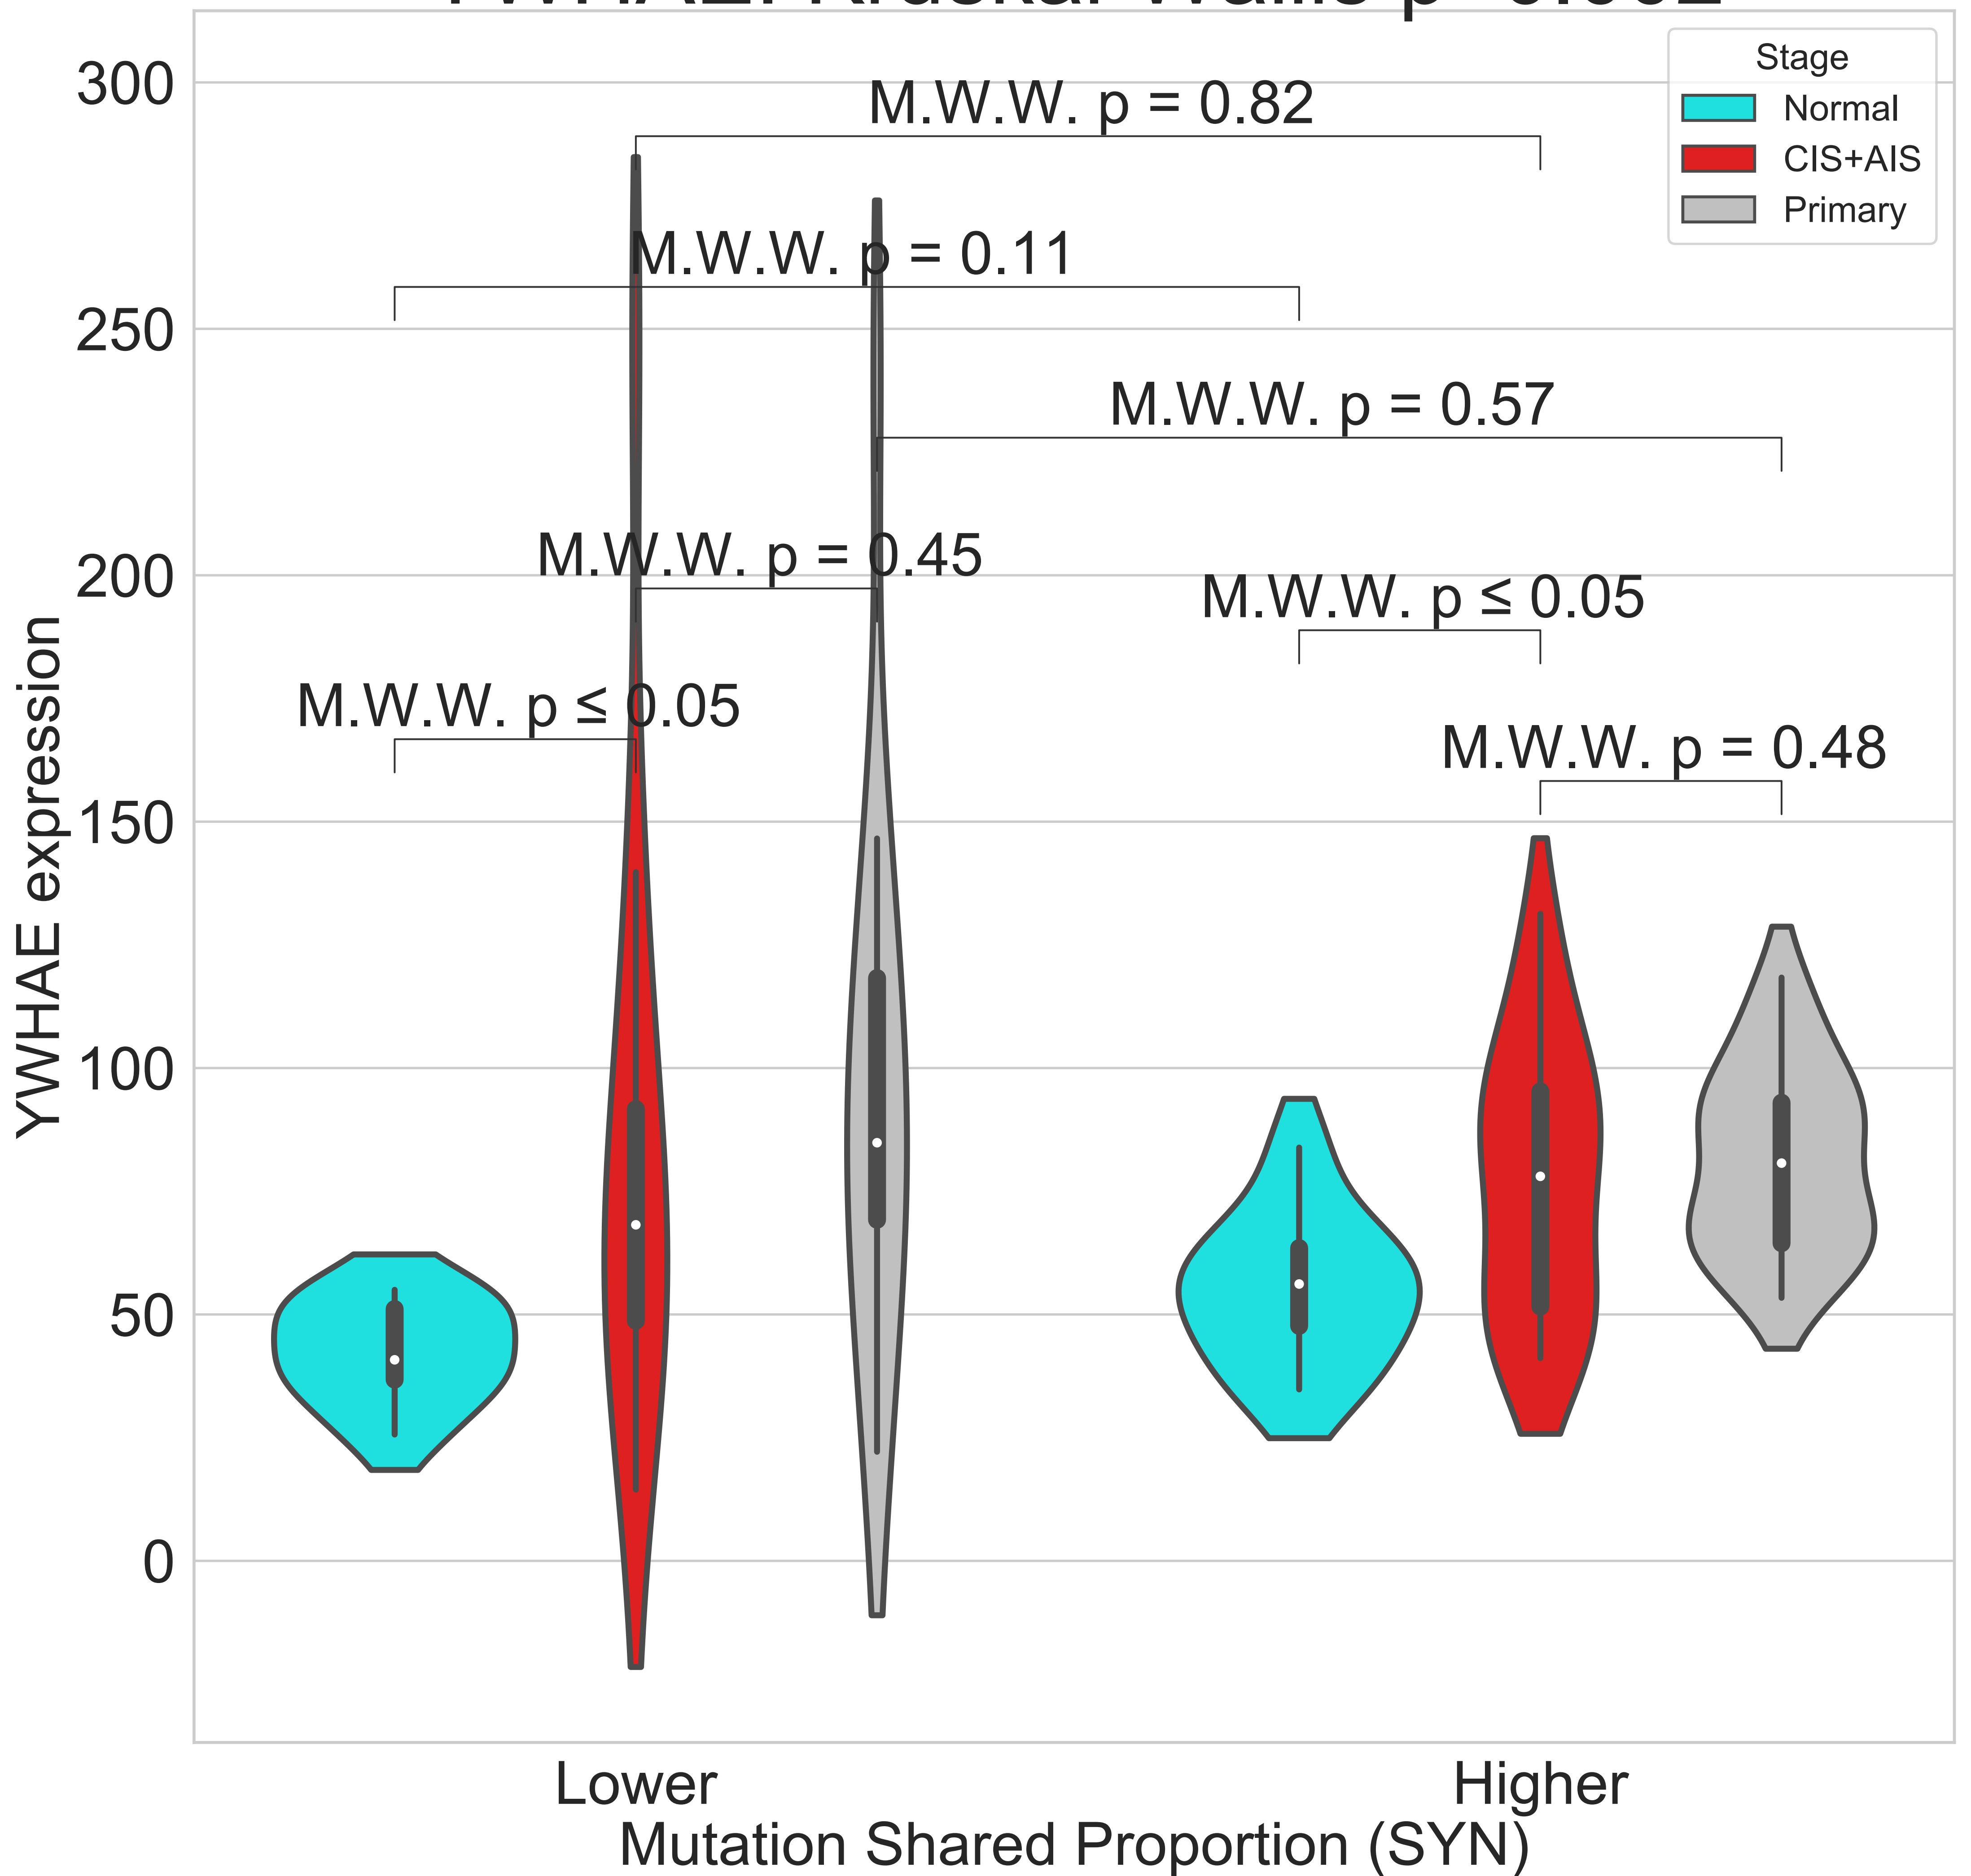 Stage
Normal
CIS+AIS
Primary
M.W.W. p = 0.82
M.W.W. p = 0.11
M.W.W. p = 0.57
M.W.W. p = 0.45
M.W.W. p ≤ 0.05
M.W.W. p ≤ 0.05
M.W.W. p = 0.48
300
250
200
150
100
50
0
YWHAE expression
Lower
Higher
Mutation Shared Proportion (SYN)